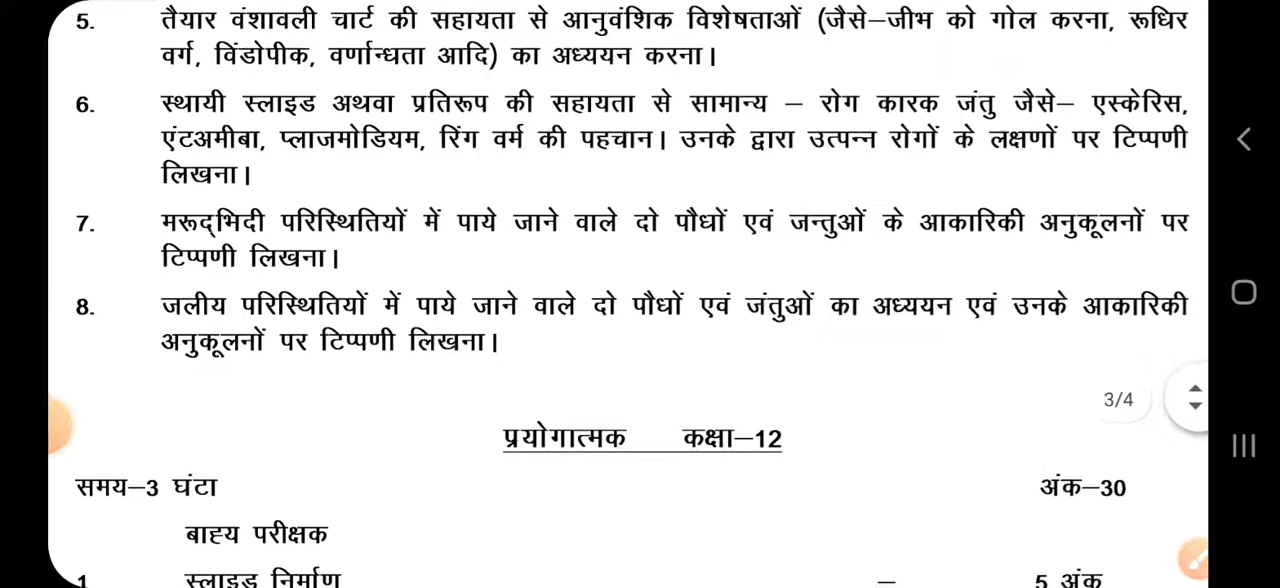 5. तैयार वंशावली चार्ट की सहायता से आनुवंशिक विशेषताओं (जैसे–जीभ को गोल करना, रूधिर
वर्ग, विंडोपीक, वर्णान्धता आदि) का अध्ययन करना।
6. स्थायी स्लाइड अथवा प्रतिरूप की सहायता से सामान्य – रोग कारक जंतु जैसे– एस्केरिस,
एंटअमीबा, प्लाजमोडियम, रिंग वर्म की पहचान। उनके द्वारा उत्पन्न रोगों के लक्षणों पर टिप्पणी
लिखना।
7. मरूद्भिदी परिस्थितियों में पाये जाने वाले दो पौधों एवं जन्तुओं के आकारिकी अनुकूलनों पर
टिप्पणी लिखना।
8. जलीय परिस्थितियों में पाये जाने वाले दो पौधों एवं जंतुओं का अध्ययन एवं उनके आकारिकी
अनुकूलनों पर टिप्पणी लिखना।
3/4
प्रयोगात्मक कक्षा–12
समय–3 घंटा अंक–30
बाह्य परीक्षक
1 स्लाइड निर्माण – 5 अंक